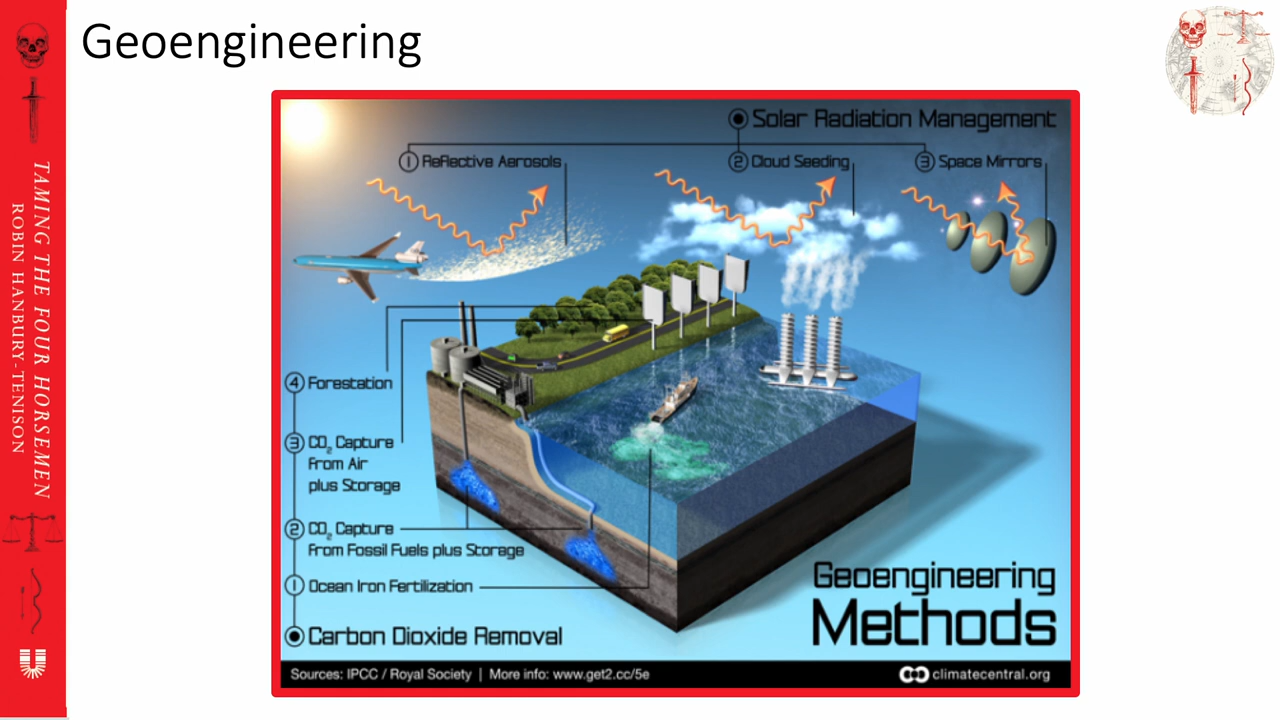 Geoengineering
TAMING THE FOUR HORSEMEN
ROBIN HANBURY-TENISON
Solar Radiation Management
1 Reflective Aerosols
2 Cloud Seeding
3 Space Mirrors
4 Forestation
3 CO₂ Capture
From Air
plus Storage
2 CO₂ Capture
From Fossil Fuels plus Storage
1 Ocean Iron Fertilization
Carbon Dioxide Removal
Geoengineering
Methods
Sources: IPCC / Royal Society | More info: www.get2.cc/5e
climatecentral.org